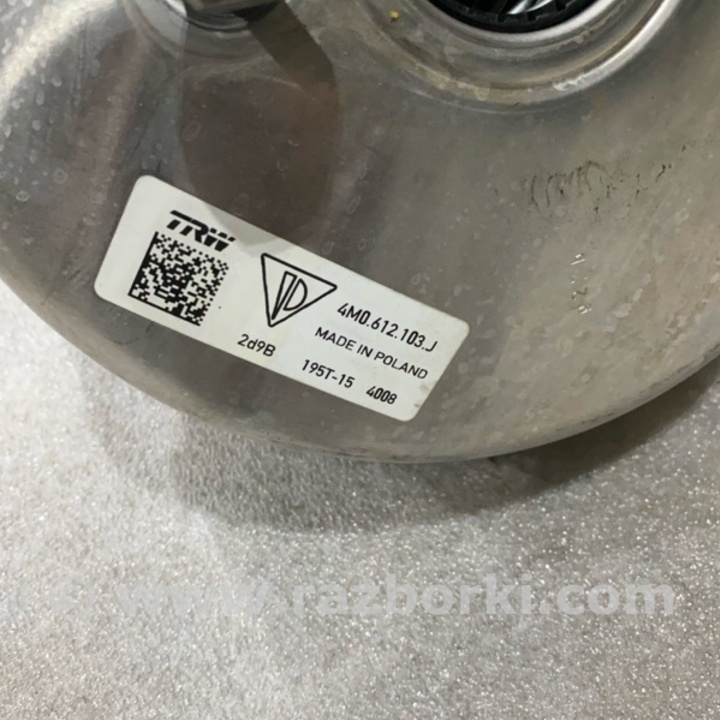 TRW
4M0.612.103.J
MADE IN POLAND
2d9B 195T-15 4008
www.razborki.com